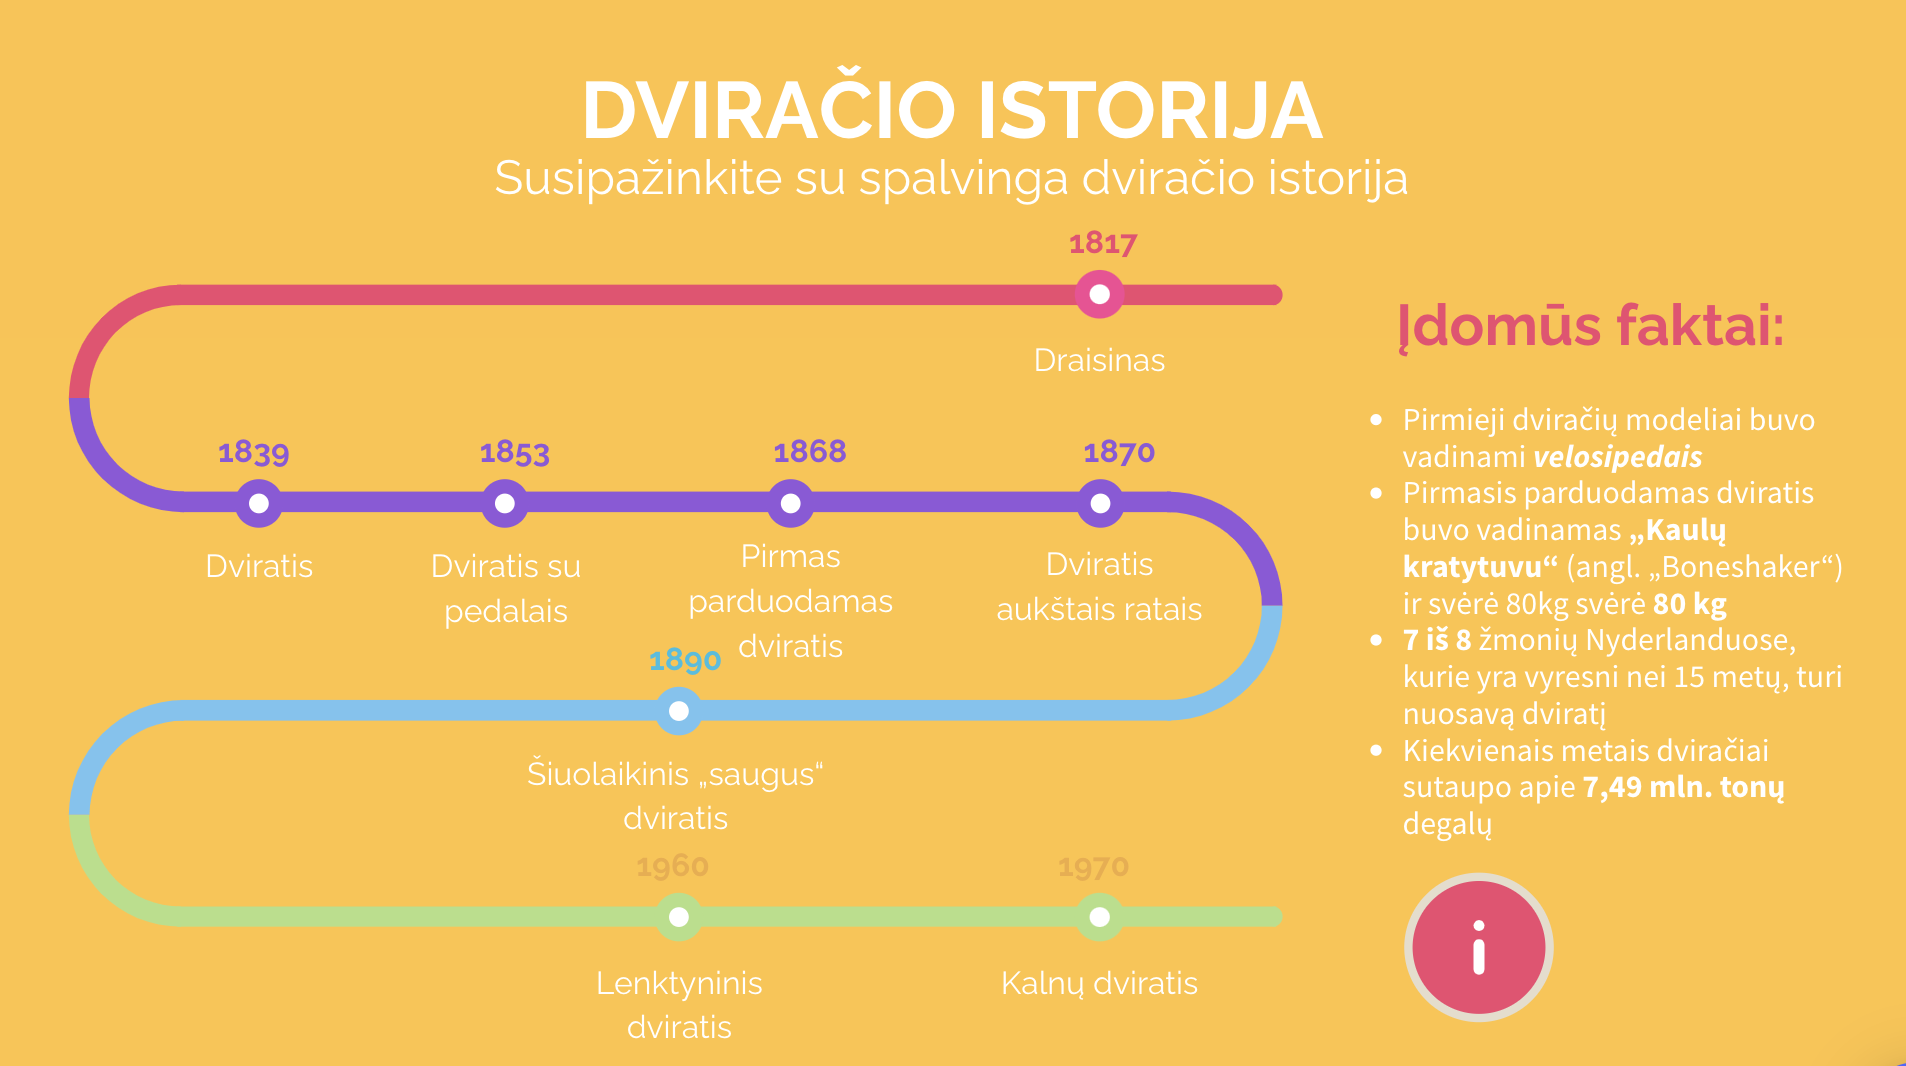 DVIRAČIO ISTORIJA
Susipažinkite su spalvinga dviračio istorija
1817
Draisinas
1839
Dviratis
1853
Dviratis su
pedalais
1868
Pirmas
parduodamas
dviratis
1870
Dviratis
aukštais ratais
1890
Šiuolaikinis „saugus“
dviratis
1960
Lenktyninis
dviratis
1970
Kalnų dviratis
Įdomūs faktai:
• Pirmieji dviračių modeliai buvo
vadinami velosipedais
• Pirmasis parduodamas dviratis
buvo vadinamas „Kaulų
kratytuvu“ (angl. „Boneshaker“)
ir svėrė 80kg svėrė 80 kg
• 7 iš 8 žmonių Nyderlanduose,
kurie yra vyresni nei 15 metų, turi
nuosavą dviratį
• Kiekvienais metais dviračiai
sutaupo apie 7,49 mln. tonų
degalų
i